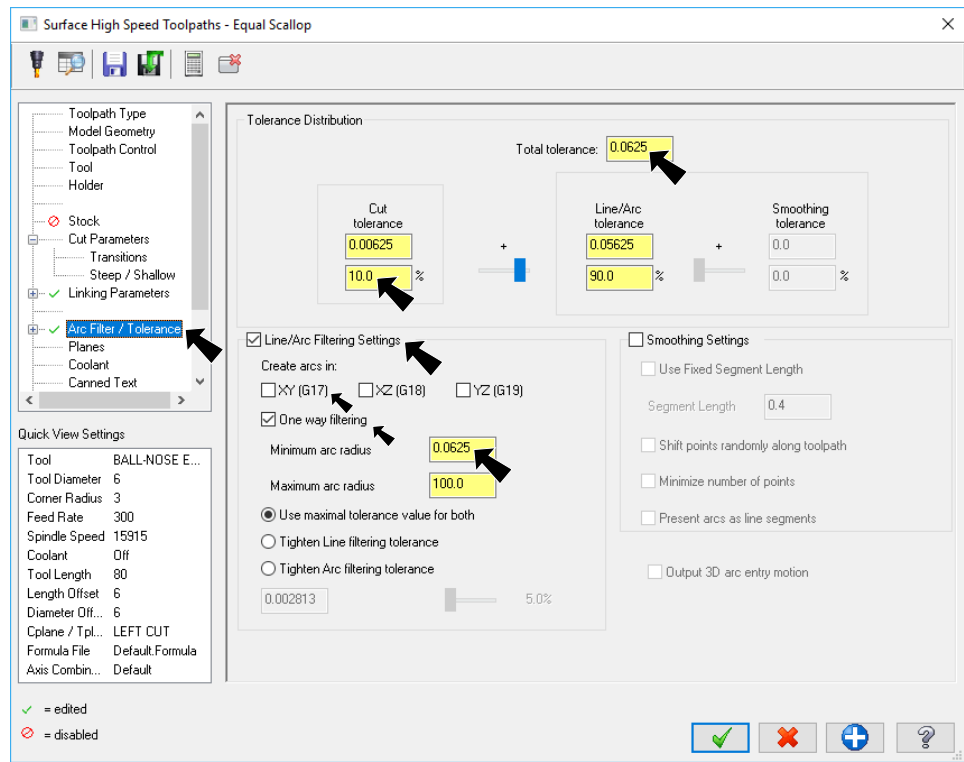 Surface High Speed Toolpaths - Equal Scallop
Toolpath Type
Model Geometry
Toolpath Control
Tool
Holder
Stock
Cut Parameters
Transitions
Steep / Shallow
Linking Parameters
Arc Filter / Tolerance
Planes
Coolant
Canned Text
Quick View Settings
Tool BALL-NOSE E...
Tool Diameter 6
Corner Radius 3
Feed Rate 300
Spindle Speed 15915
Coolant Off
Tool Length 80
Length Offset 6
Diameter Off... 6
Cplane / Tpl... LEFT CUT
Formula File Default.Formula
Axis Combin... Default
= edited
= disabled
Tolerance Distribution
Total tolerance: 0.0625
Cut
tolerance
0.00625
10.0 %
+
Line/Arc
tolerance
0.05625
90.0 %
+
Smoothing
tolerance
0.0
0.0 %
Line/Arc Filtering Settings
Create arcs in:
XY (G17) XZ (G18) YZ (G19)
One way filtering
Minimum arc radius 0.0625
Maximum arc radius 100.0
Use maximal tolerance value for both
Tighten Line filtering tolerance
Tighten Arc filtering tolerance
0.002813 5.0%
Smoothing Settings
Use Fixed Segment Length
Segment Length 0.4
Shift points randomly along toolpath
Minimize number of points
Present arcs as line segments
Output 3D arc entry motion